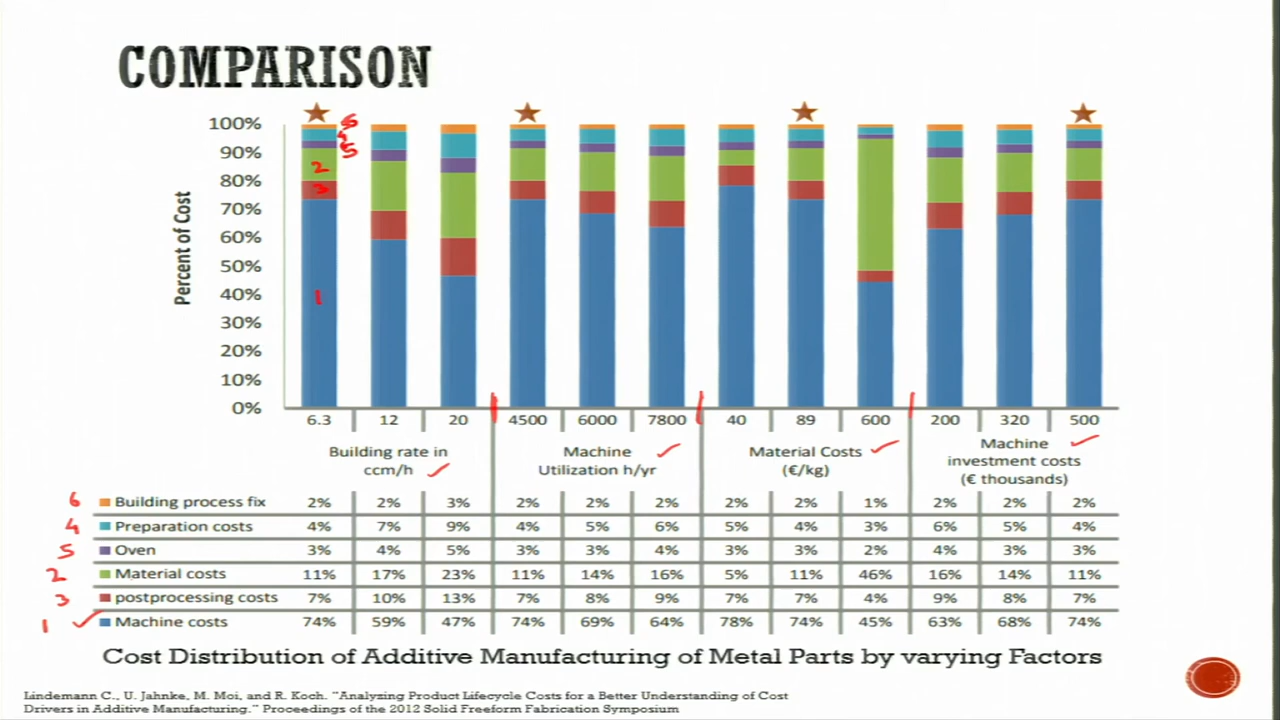 COMPARISON
100%
90%
80%
70%
60%
50%
40%
30%
20%
10%
0%
Percent of Cost
6
4
5
2
3
1
6.3 12 20 4500 6000 7800 40 89 600 200 320 500
Building rate in ccm/h
Machine Utilization h/yr
Material Costs (€/kg)
Machine investment costs (€ thousands)
6 Building process fix 2% 2% 3% 2% 2% 2% 2% 2% 1% 2% 2% 2%
4 Preparation costs 4% 7% 9% 4% 5% 6% 5% 4% 3% 6% 5% 4%
5 Oven 3% 4% 5% 3% 3% 4% 3% 3% 2% 4% 3% 3%
2 Material costs 11% 17% 23% 11% 14% 16% 5% 11% 46% 16% 14% 11%
3 postprocessing costs 7% 10% 13% 7% 8% 9% 7% 7% 4% 9% 8% 7%
1 Machine costs 74% 59% 47% 74% 69% 64% 78% 74% 45% 63% 68% 74%
Cost Distribution of Additive Manufacturing of Metal Parts by varying Factors
Lindemann C., U. Jahnke, M. Moi, and R. Koch. "Analyzing Product Lifecycle Costs for a Better Understanding of Cost
Drivers in Additive Manufacturing." Proceedings of the 2012 Solid Freeform Fabrication Symposium